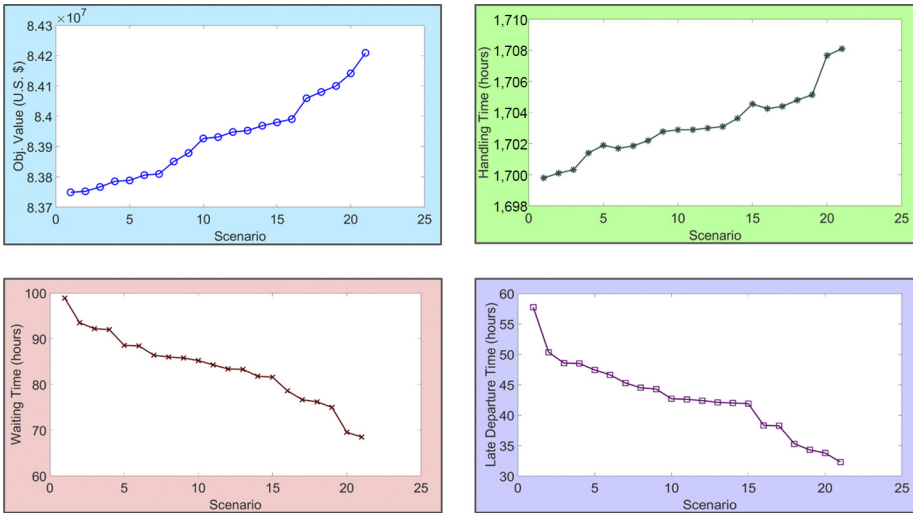 ×10⁷
8.43
8.42
8.41
8.4
8.39
8.38
8.37
0 5 10 15 20 25
Scenario
Obj. Value (U.S. $)
1,710
1,708
1,706
1,704
1,702
1,700
1,698
0 5 10 15 20 25
Scenario
Handling Time (hours)
100
90
80
70
60
0 5 10 15 20 25
Scenario
Waiting Time (hours)
60
55
50
45
40
35
30
0 5 10 15 20 25
Scenario
Late Departure Time (hours)